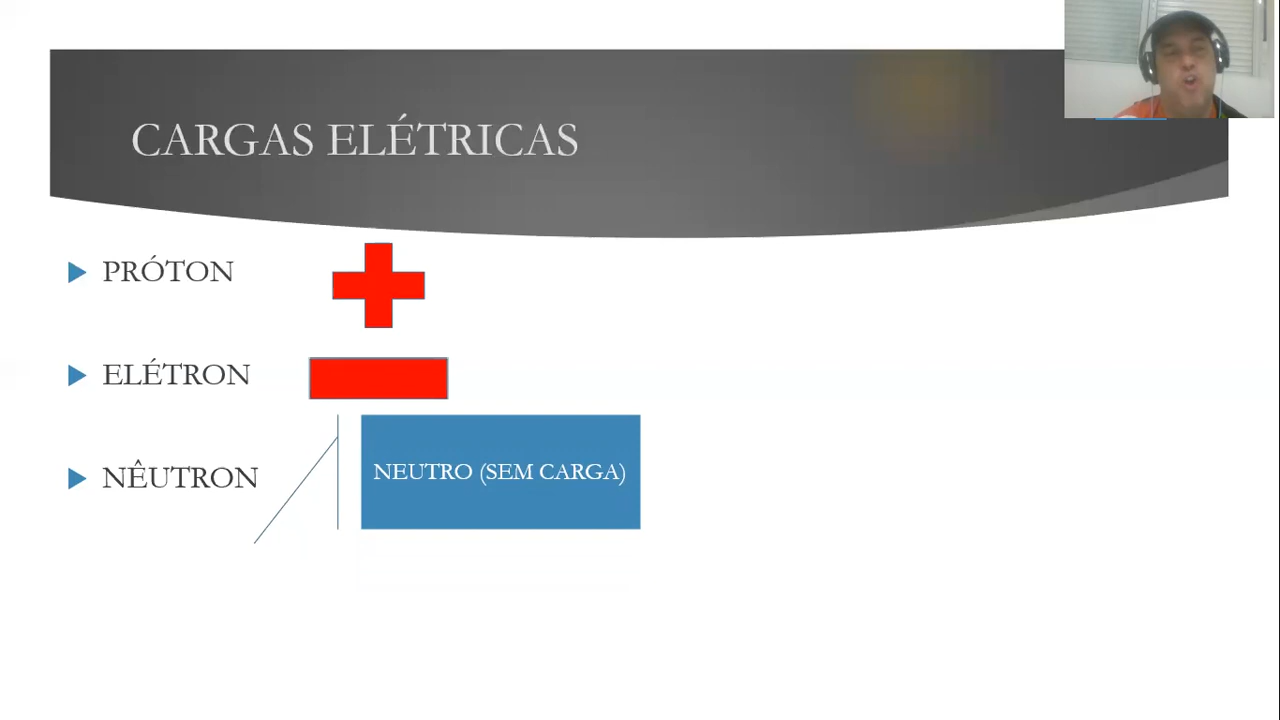 CARGAS ELÉTRICAS
PRÓTON
ELÉTRON
NÊUTRON
NEUTRO (SEM CARGA)